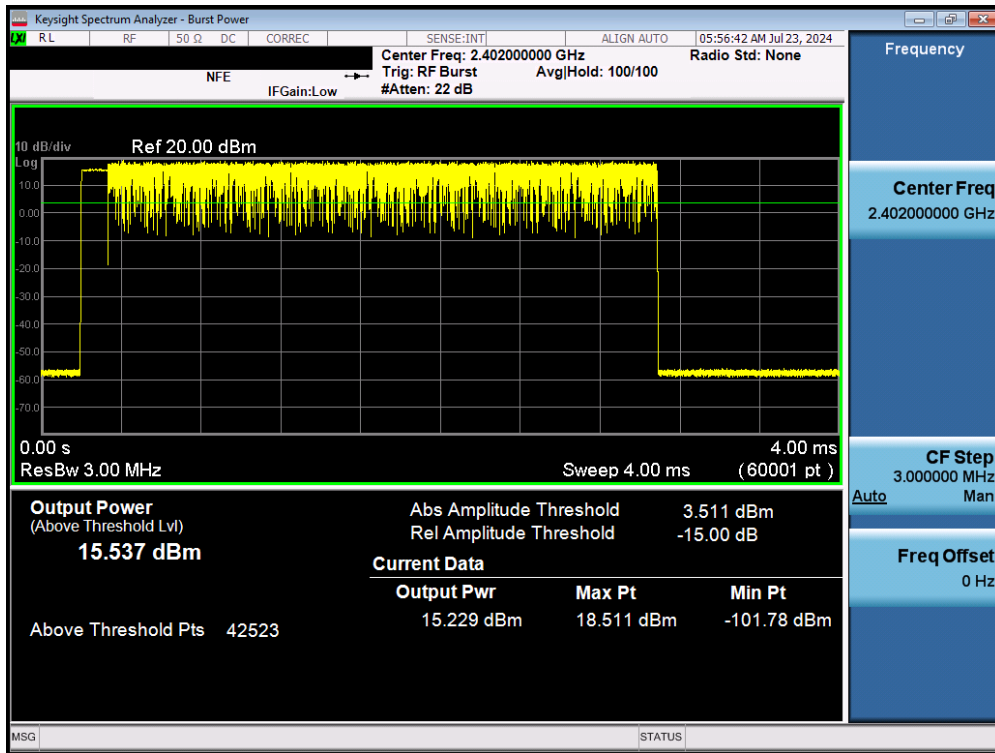 Keysight Spectrum Analyzer - Burst Power
LXI RL RF 50 Ω DC CORREC SENSE:INT ALIGN AUTO 05:56:42 AM Jul 23, 2024
Center Freq: 2.402000000 GHz Radio Std: None
NFE Trig: RF Burst Avg|Hold: 100/100
IFGain:Low #Atten: 22 dB
10 dB/div Ref 20.00 dBm
Log
10.0
0.00
-10.0
-20.0
-30.0
-40.0
-50.0
-60.0
-70.0
0.00 s 4.00 ms
ResBw 3.00 MHz Sweep 4.00 ms (60001 pt )
Output Power
(Above Threshold Lvl)
15.537 dBm
Above Threshold Pts 42523
Abs Amplitude Threshold 3.511 dBm
Rel Amplitude Threshold -15.00 dB
Current Data
Output Pwr Max Pt Min Pt
15.229 dBm 18.511 dBm -101.78 dBm
Frequency
Center Freq
2.402000000 GHz
CF Step
3.000000 MHz
Auto Man
Freq Offset
0 Hz
MSG STATUS